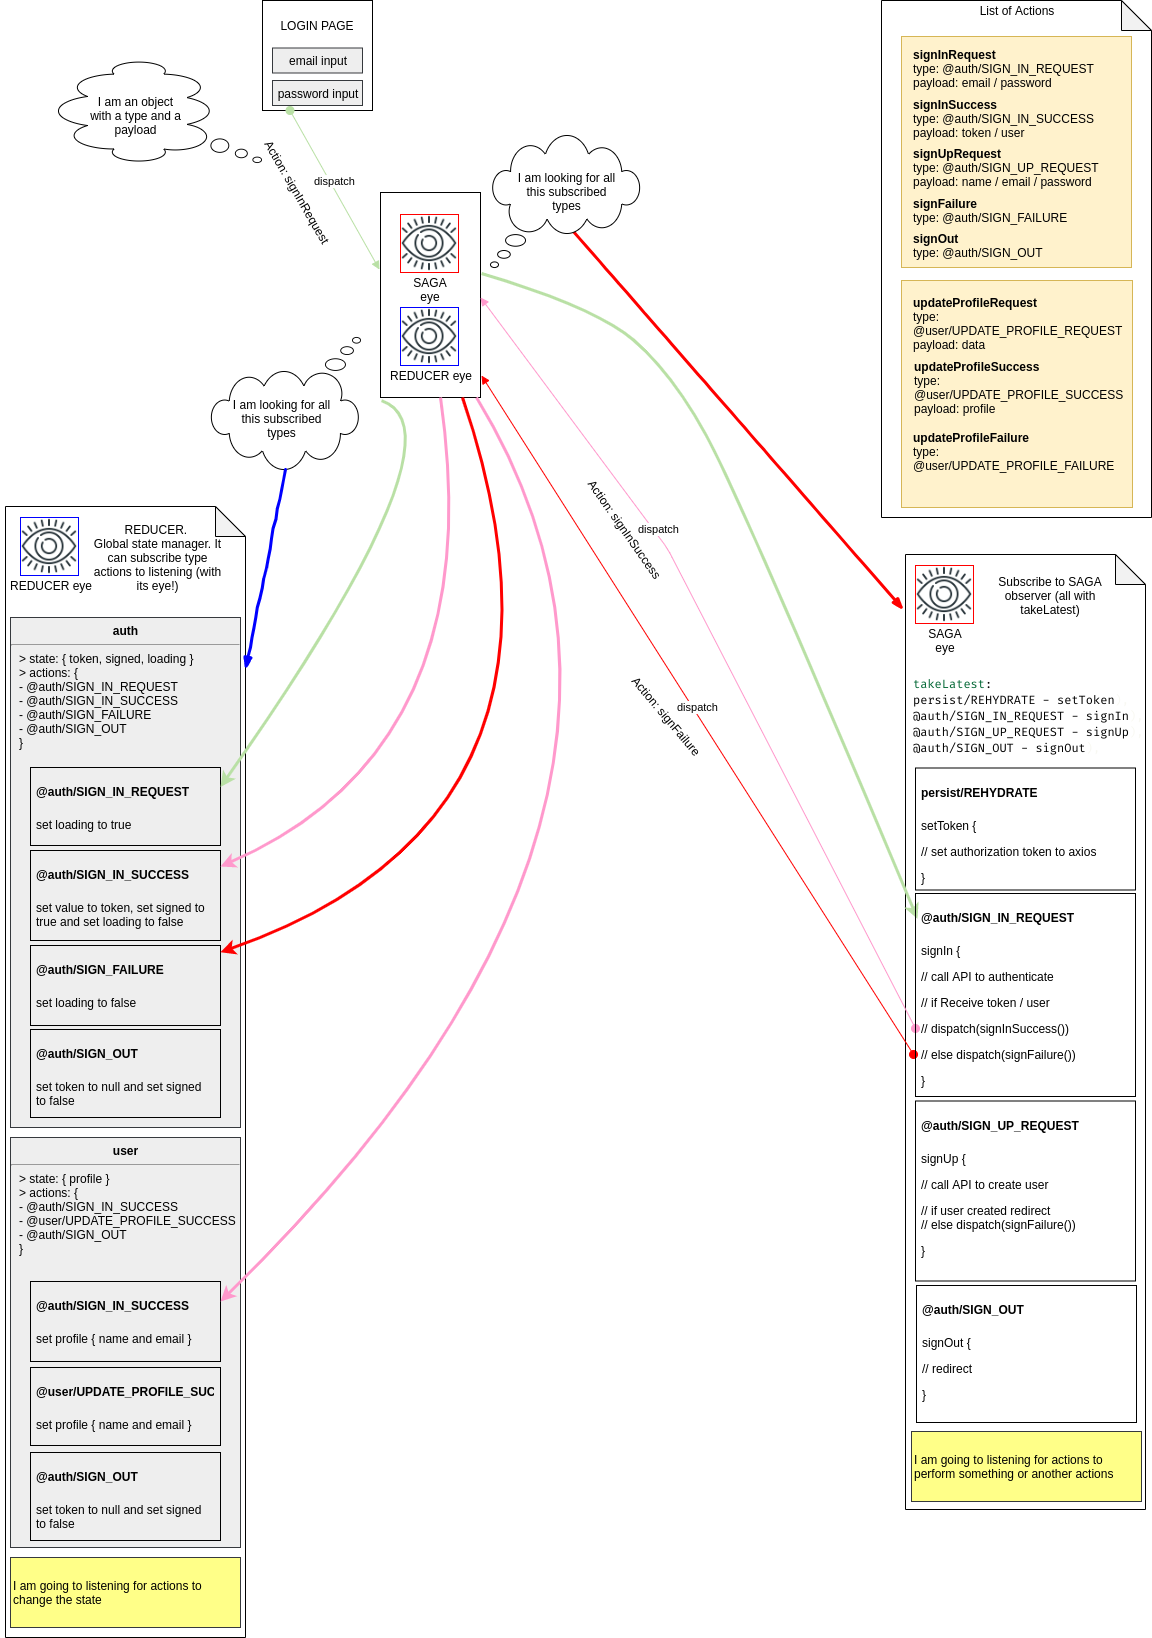 LOGIN PAGE
email input
password input
I am an object
with a type and a
payload
Action: signInRequest
dispatch
I am looking for all
this subscribed
types
SAGA
eye
REDUCER eye
I am looking for all
this subscribed
types
List of Actions
signInRequest
type: @auth/SIGN_IN_REQUEST
payload: email / password
signInSuccess
type: @auth/SIGN_IN_SUCCESS
payload: token / user
signUpRequest
type: @auth/SIGN_UP_REQUEST
payload: name / email / password
signFailure
type: @auth/SIGN_FAILURE
signOut
type: @auth/SIGN_OUT
updateProfileRequest
type:
@user/UPDATE_PROFILE_REQUEST
payload: data
updateProfileSuccess
type:
@user/UPDATE_PROFILE_SUCCESS
payload: profile
updateProfileFailure
type:
@user/UPDATE_PROFILE_FAILURE
Action: signInSuccess
dispatch
Action: signFailure
dispatch
REDUCER eye
REDUCER.
Global state manager. It
can subscribe type
actions to listening (with
its eye!)
auth
> state: { token, signed, loading }
> actions: {
- @auth/SIGN_IN_REQUEST
- @auth/SIGN_IN_SUCCESS
- @auth/SIGN_FAILURE
- @auth/SIGN_OUT
}
@auth/SIGN_IN_REQUEST
set loading to true
@auth/SIGN_IN_SUCCESS
set value to token, set signed to
true and set loading to false
@auth/SIGN_FAILURE
set loading to false
@auth/SIGN_OUT
set token to null and set signed
to false
user
> state: { profile }
> actions: {
- @auth/SIGN_IN_SUCCESS
- @user/UPDATE_PROFILE_SUCCESS
- @auth/SIGN_OUT
}
@auth/SIGN_IN_SUCCESS
set profile { name and email }
@user/UPDATE_PROFILE_SUC
set profile { name and email }
@auth/SIGN_OUT
set token to null and set signed
to false
I am going to listening for actions to
change the state
SAGA
eye
Subscribe to SAGA
observer (all with
takeLatest)
takeLatest:
persist/REHYDRATE - setToken
@auth/SIGN_IN_REQUEST - signIn
@auth/SIGN_UP_REQUEST - signUp
@auth/SIGN_OUT - signOut
persist/REHYDRATE
setToken {
// set authorization token to axios
}
@auth/SIGN_IN_REQUEST
signIn {
// call API to authenticate
// if Receive token / user
// dispatch(signInSuccess())
// else dispatch(signFailure())
}
@auth/SIGN_UP_REQUEST
signUp {
// call API to create user
// if user created redirect
// else dispatch(signFailure())
}
@auth/SIGN_OUT
signOut {
// redirect
}
I am going to listening for actions to
perform something or another actions